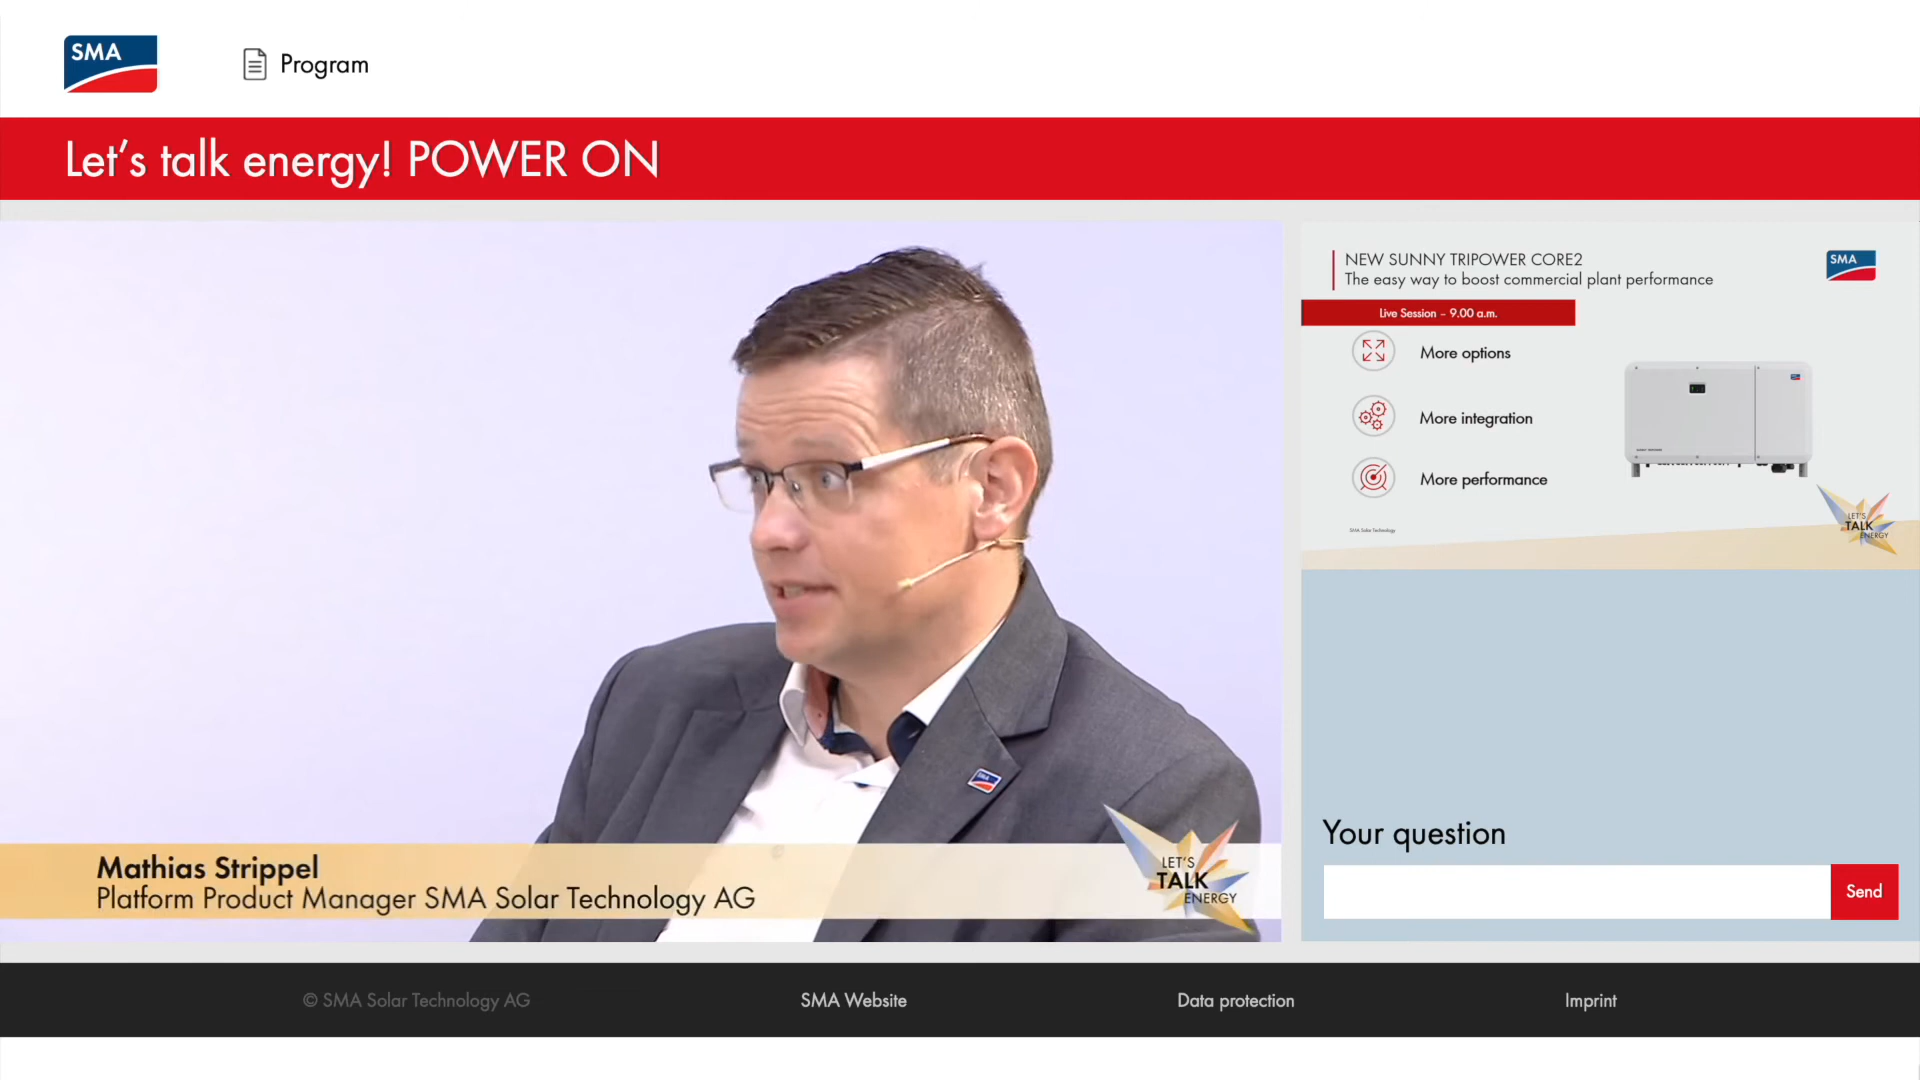 SMA
Program
Let's talk energy! POWER ON
NEW SUNNY TRIPOWER CORE2
The easy way to boost commercial plant performance
SMA
Live Session – 9.00 a.m.
More options
More integration
More performance
SMA Solar Technology
LET'S
TALK
ENERGY
Mathias Strippel
Platform Product Manager SMA Solar Technology AG
LET'S
TALK
ENERGY
Your question
Send
© SMA Solar Technology AG
SMA Website
Data protection
Imprint